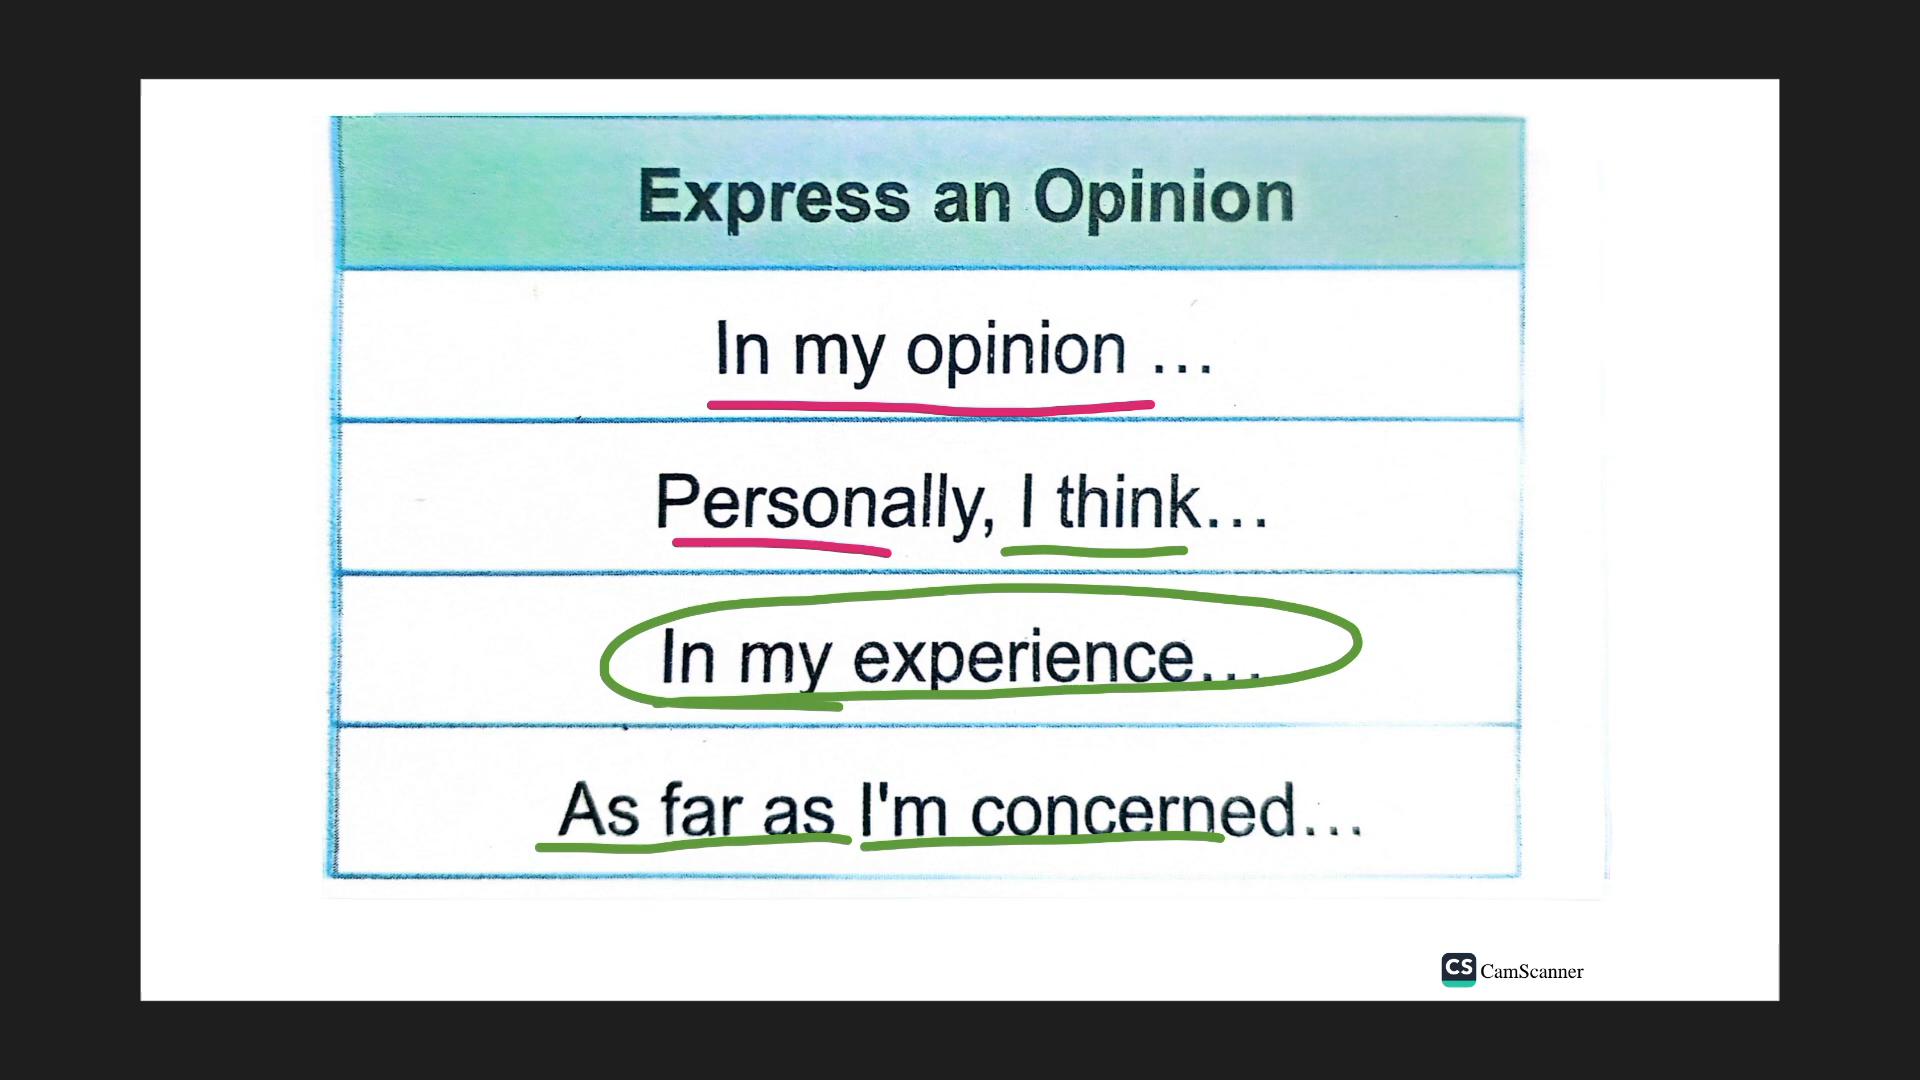 Express an Opinion
In my opinion ...
Personally, I think...
In my experience...
As far as I'm concerned...
CS CamScanner